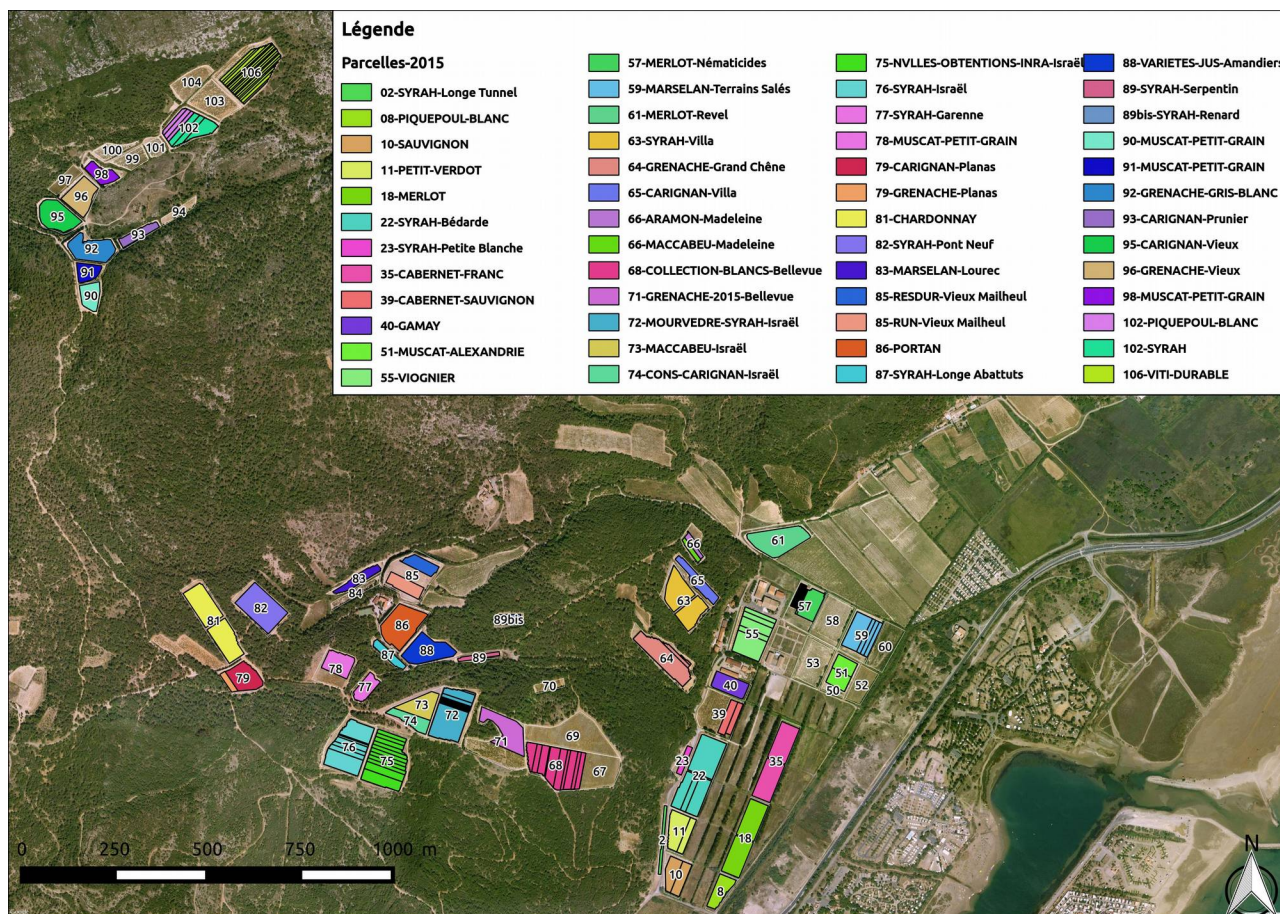 Légende
Parcelles-2015
02-SYRAH-Longe Tunnel
08-PIQUEPOUL-BLANC
10-SAUVIGNON
11-PETIT-VERDOT
18-MERLOT
22-SYRAH-Bédarde
23-SYRAH-Petite Blanche
35-CABERNET-FRANC
39-CABERNET-SAUVIGNON
40-GAMAY
51-MUSCAT-ALEXANDRIE
55-VIOGNIER
57-MERLOT-Nématicides
59-MARSELAN-Terrains Salés
61-MERLOT-Revel
63-SYRAH-Villa
64-GRENACHE-Grand Chêne
65-CARIGNAN-Villa
66-ARAMON-Madeleine
66-MACCABEU-Madeleine
68-COLLECTION-BLANCS-Bellevue
71-GRENACHE-2015-Bellevue
72-MOURVEDRE-SYRAH-Israël
73-MACCABEU-Israël
74-CONS-CARIGNAN-Israël
75-NVLLES-OBTENTIONS-INRA-Israël
76-SYRAH-Israël
77-SYRAH-Garenne
78-MUSCAT-PETIT-GRAIN
79-CARIGNAN-Planas
79-GRENACHE-Planas
81-CHARDONNAY
82-SYRAH-Pont Neuf
83-MARSELAN-Lourec
85-RESDUR-Vieux Mailheul
85-RUN-Vieux Mailheul
86-PORTAN
87-SYRAH-Longe Abattuts
88-VARIETES-JUS-Amandiers
89-SYRAH-Serpentin
89bis-SYRAH-Renard
90-MUSCAT-PETIT-GRAIN
91-MUSCAT-PETIT-GRAIN
92-GRENACHE-GRIS-BLANC
93-CARIGNAN-Prunier
95-CARIGNAN-Vieux
96-GRENACHE-Vieux
98-MUSCAT-PETIT-GRAIN
102-PIQUEPOUL-BLANC
102-SYRAH
106-VITI-DURABLE
106
104
103
102
101
100
99
98
97
96
95
94
93
92
91
90
66
61
65
63
57
58
59
60
55
53
51
52
50
64
40
39
35
23
22
18
11
2
10
8
83
84
85
82
81
86
89bis
87
88
89
79
78
77
70
73
74
72
71
69
68
67
76
75
0 250 500 750 1000 m
N